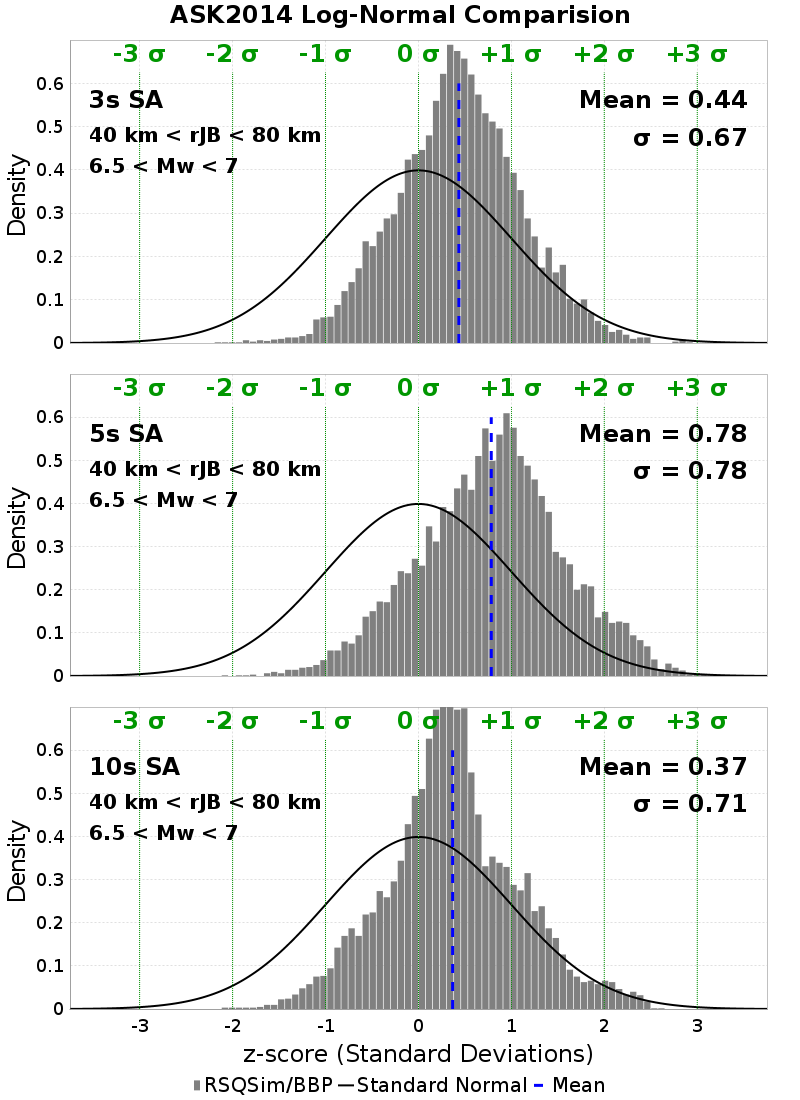 ASK2014 Log-Normal Comparision
-3 σ -2 σ -1 σ 0 σ +1 σ +2 σ +3 σ
3s SA
Mean = 0.44
40 km < rJB < 80 km
σ = 0.67
6.5 < Mw < 7
Density
0.6
0.5
0.4
0.3
0.2
0.1
0
-3 σ -2 σ -1 σ 0 σ +1 σ +2 σ +3 σ
5s SA
Mean = 0.78
40 km < rJB < 80 km
σ = 0.78
6.5 < Mw < 7
Density
0.6
0.5
0.4
0.3
0.2
0.1
0
-3 σ -2 σ -1 σ 0 σ +1 σ +2 σ +3 σ
10s SA
Mean = 0.37
40 km < rJB < 80 km
σ = 0.71
6.5 < Mw < 7
Density
0.6
0.5
0.4
0.3
0.2
0.1
0
-3 -2 -1 0 1 2 3
z-score (Standard Deviations)
RSQSim/BBP Standard Normal Mean